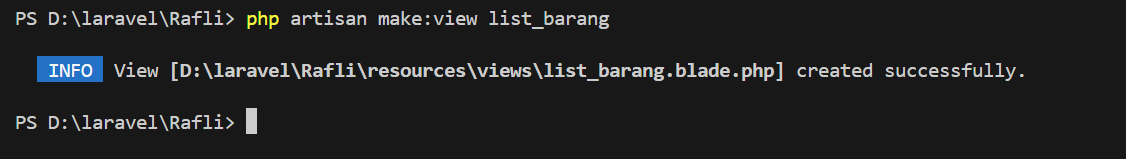 PS D:\laravel\Rafli> php artisan make:view list_barang
INFO View [D:\laravel\Rafli\resources\views\list_barang.blade.php] created successfully.
PS D:\laravel\Rafli>